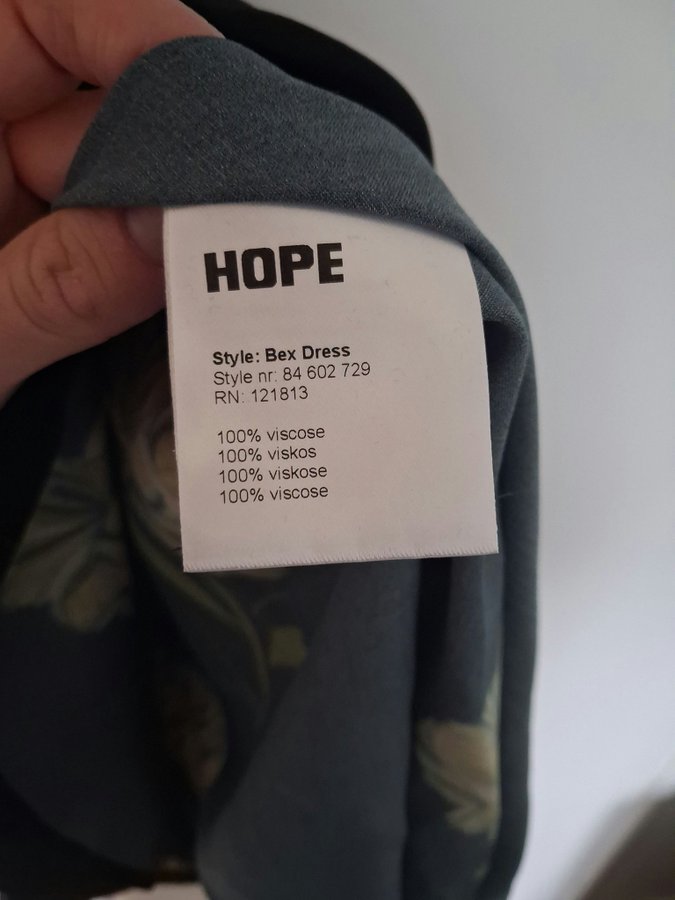 HOPE
Style: Bex Dress
Style nr: 84 602 729
RN: 121813
100% viscose
100% viskos
100% viskose
100% viscose